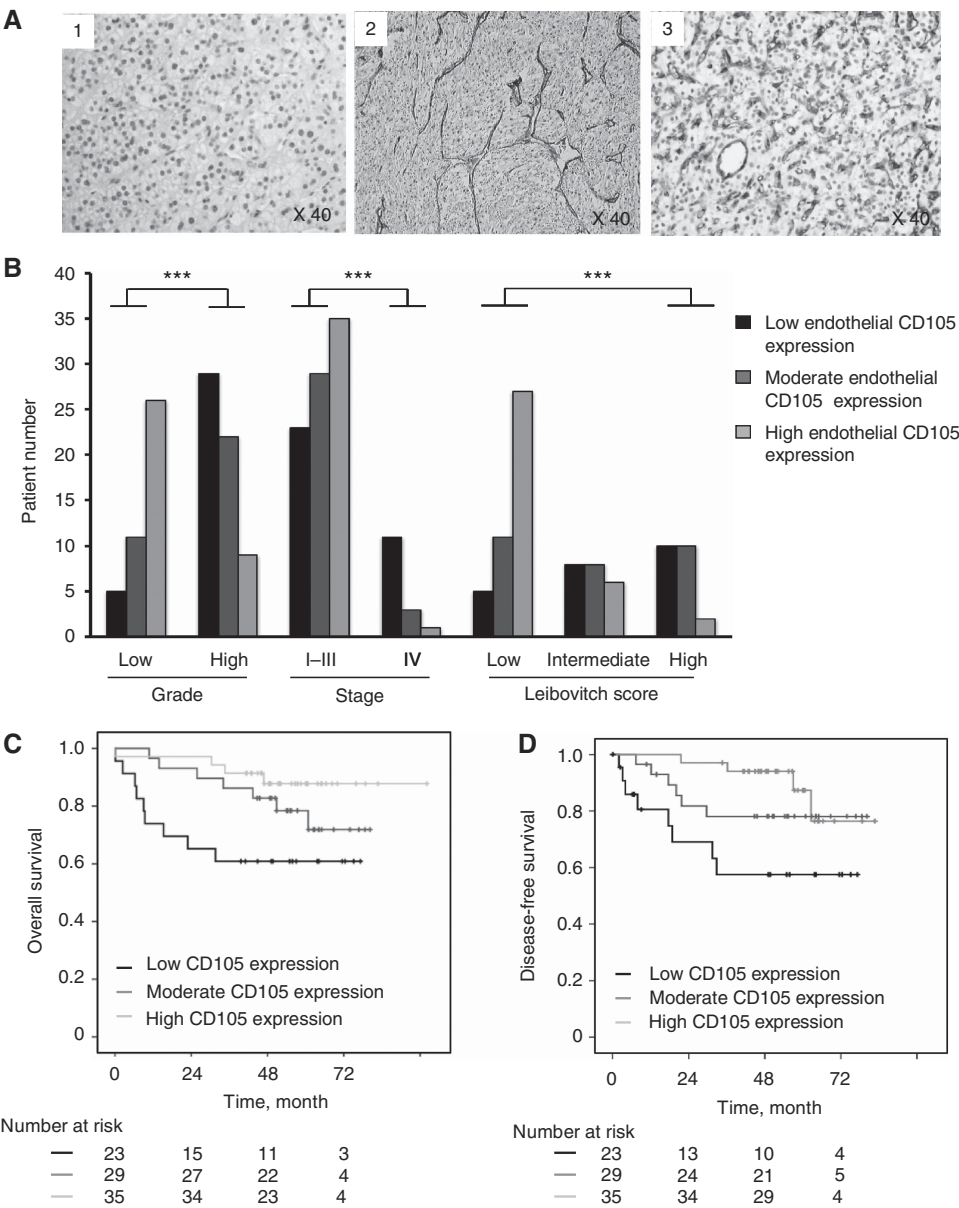 A
1
X 40
2
X 40
3
X 40
B
40
35
30
25
20
15
10
5
0
Patient number
***
***
***
Low
High
I–III
IV
Low
Intermediate
High
Grade
Stage
Leibovitch score
Low endothelial CD105
expression
Moderate endothelial
CD105 expression
High endothelial CD105
expression
C
1.0
0.8
0.6
0.4
0.2
0
Overall survival
Low CD105 expression
Moderate CD105 expression
High CD105 expression
0 24 48 72
Time, month
Number at risk
23 15 11 3
29 27 22 4
35 34 23 4
D
1.0
0.8
0.6
0.4
0.2
0
Disease-free survival
Low CD105 expression
Moderate CD105 expression
High CD105 expression
0 24 48 72
Time, month
Number at risk
23 13 10 4
29 24 21 5
35 34 29 4